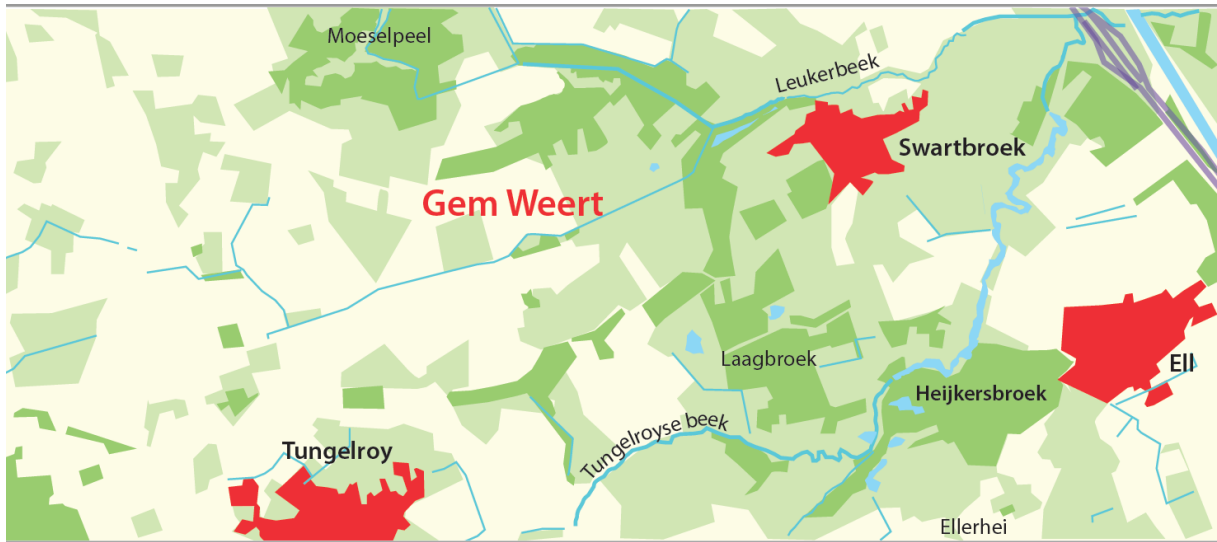 Moeselpeel
Leukerbeek
Swartbroek
Gem Weert
Laagbroek
Ell
Heijkersbroek
Tungelroyse beek
Tungelroy
Ellerhei